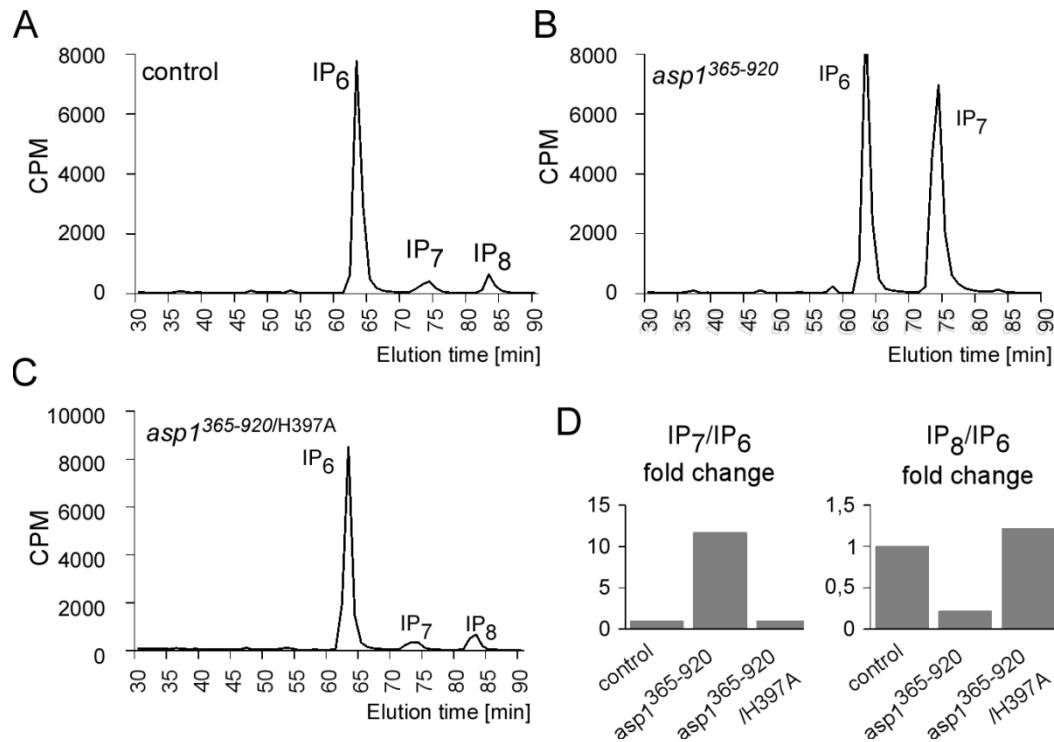 A
8000
6000
4000
2000
0
CPM
control
IP6
IP7
IP8
30 35 40 45 50 55 60 65 70 75 80 85 90
Elution time [min]
B
8000
6000
4000
2000
0
CPM
asp1365-920
IP6
IP7
30 35 40 45 50 55 60 65 70 75 80 85 90
Elution time [min]
C
10000
8000
6000
4000
2000
0
CPM
asp1365-920/H397A
IP6
IP7
IP8
30 35 40 45 50 55 60 65 70 75 80 85 90
Elution time [min]
D
IP7/IP6
fold change
15
10
5
0
control
asp1365-920
asp1365-920
/H397A
IP8/IP6
fold change
1,5
1
0,5
0
control
asp1365-920
asp1365-920
/H397A